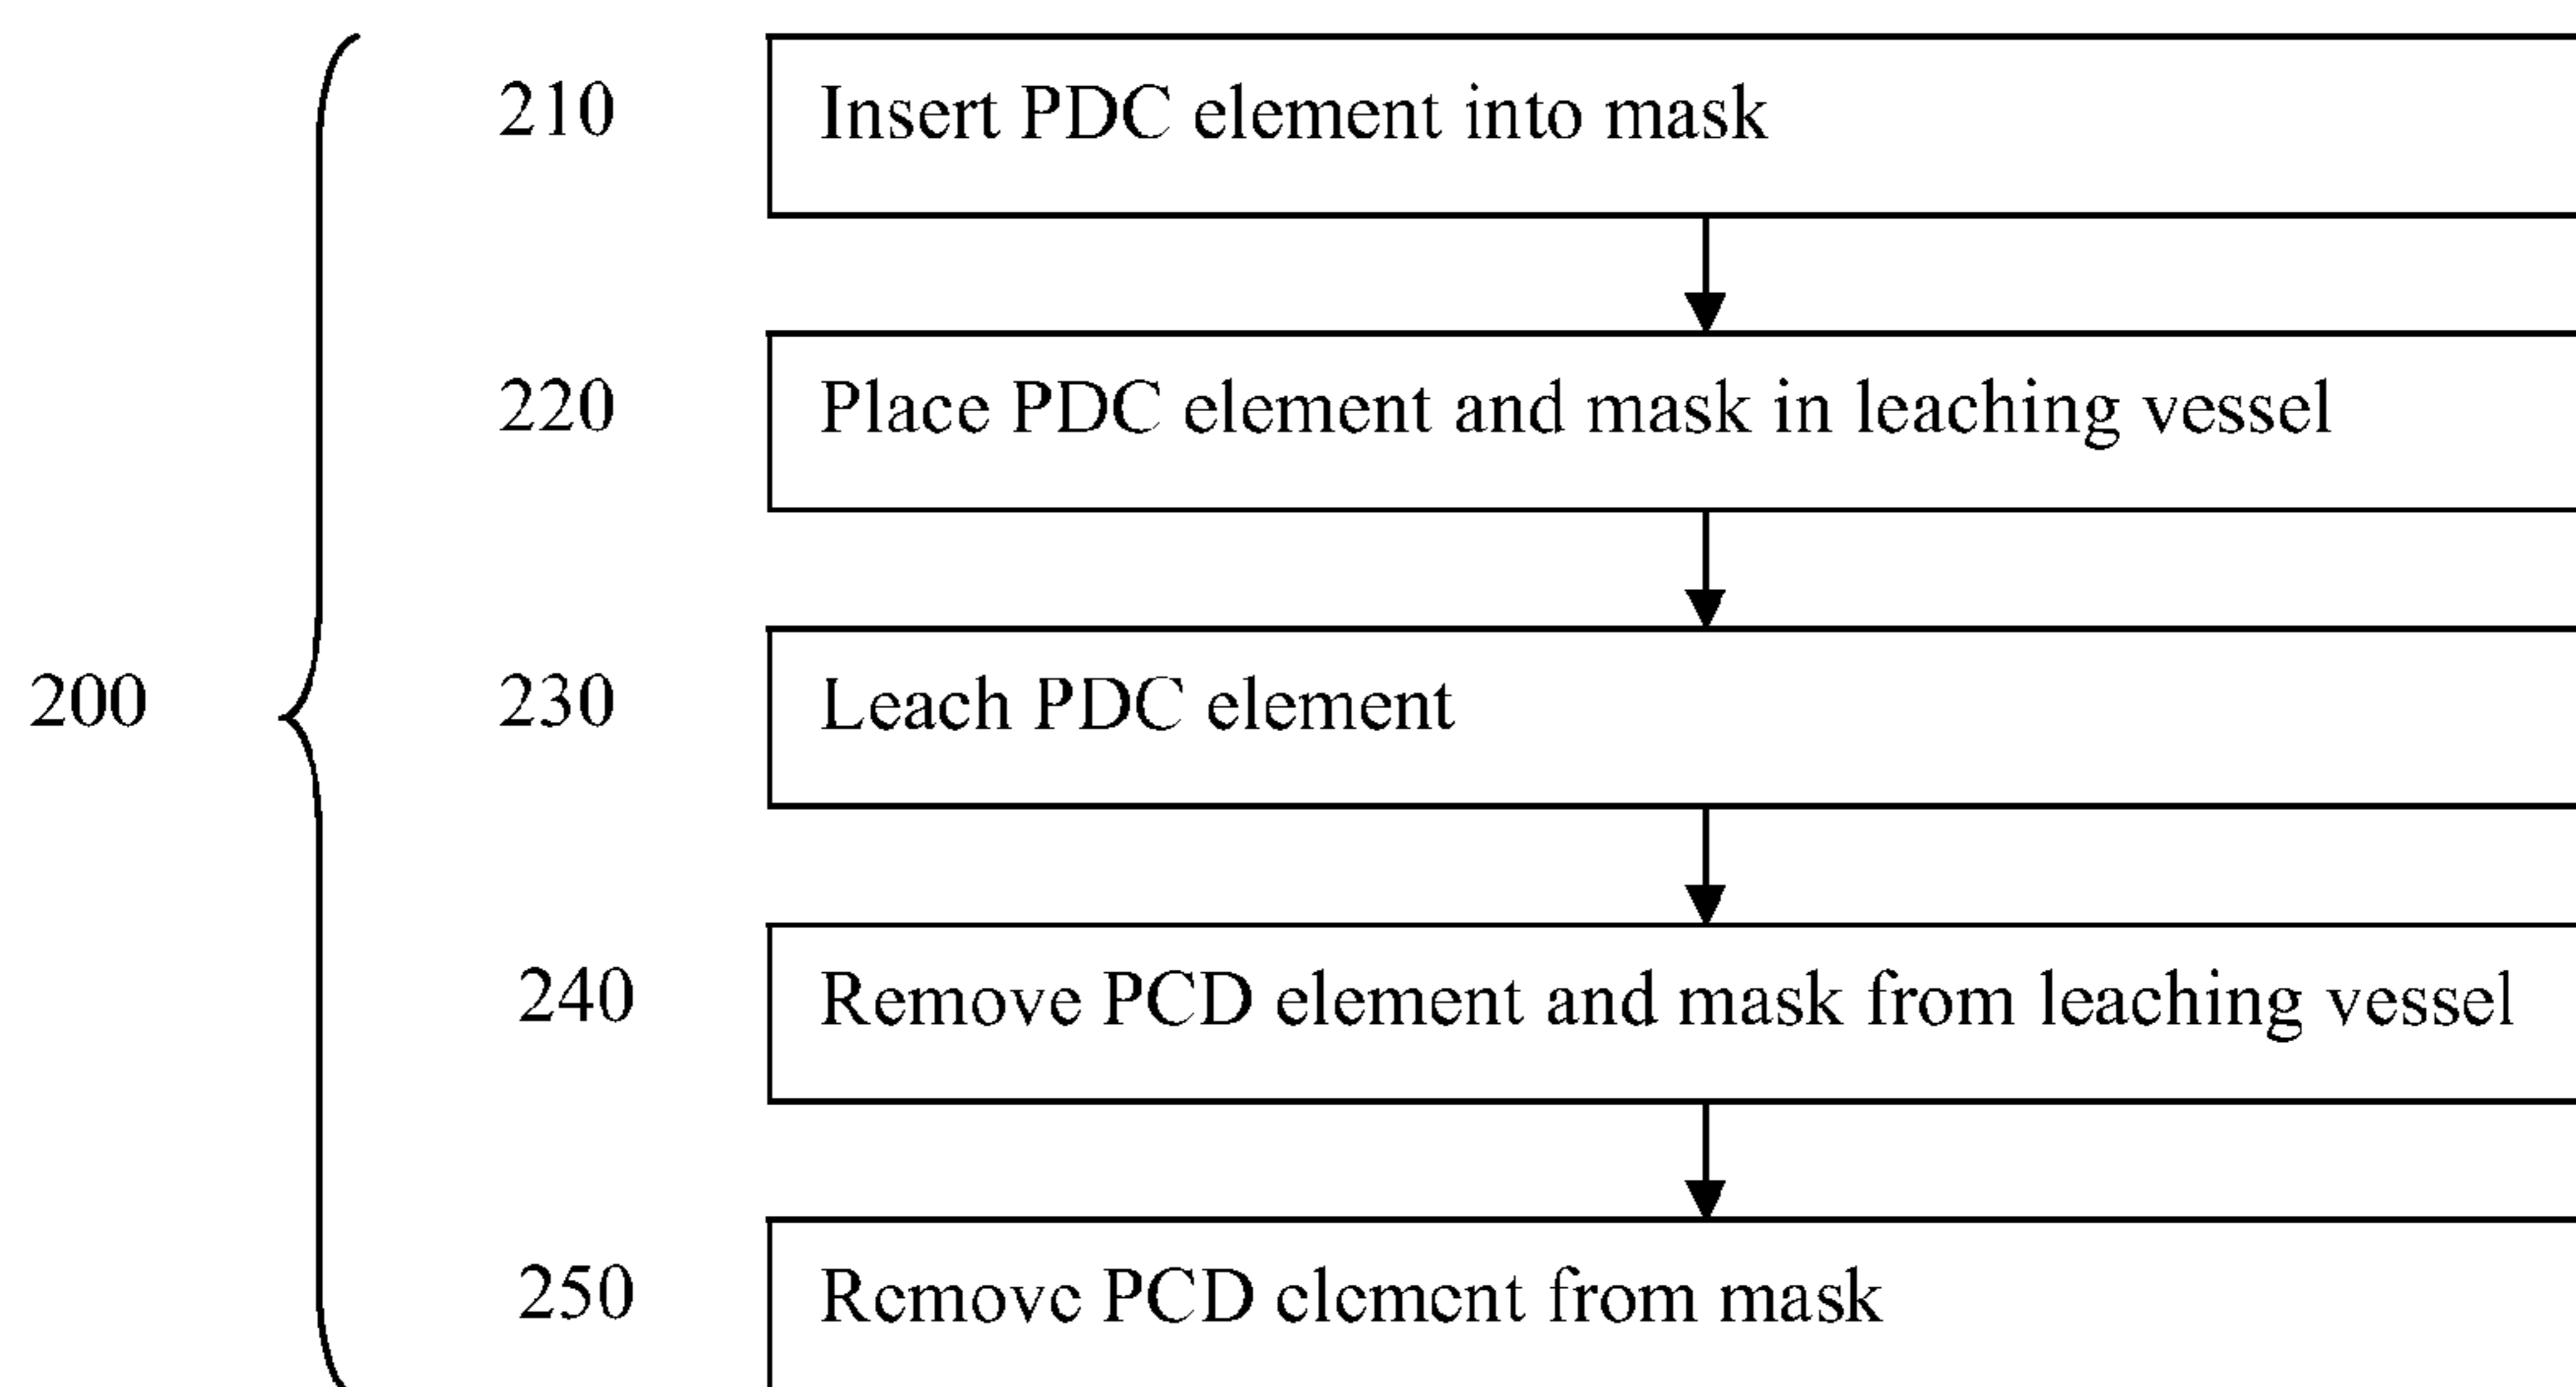 210 Insert PDC element into mask
220 Place PDC element and mask in leaching vessel
200
230 Leach PDC element
240 Remove PCD element and mask from leaching vessel
250 Remove PCD element from mask